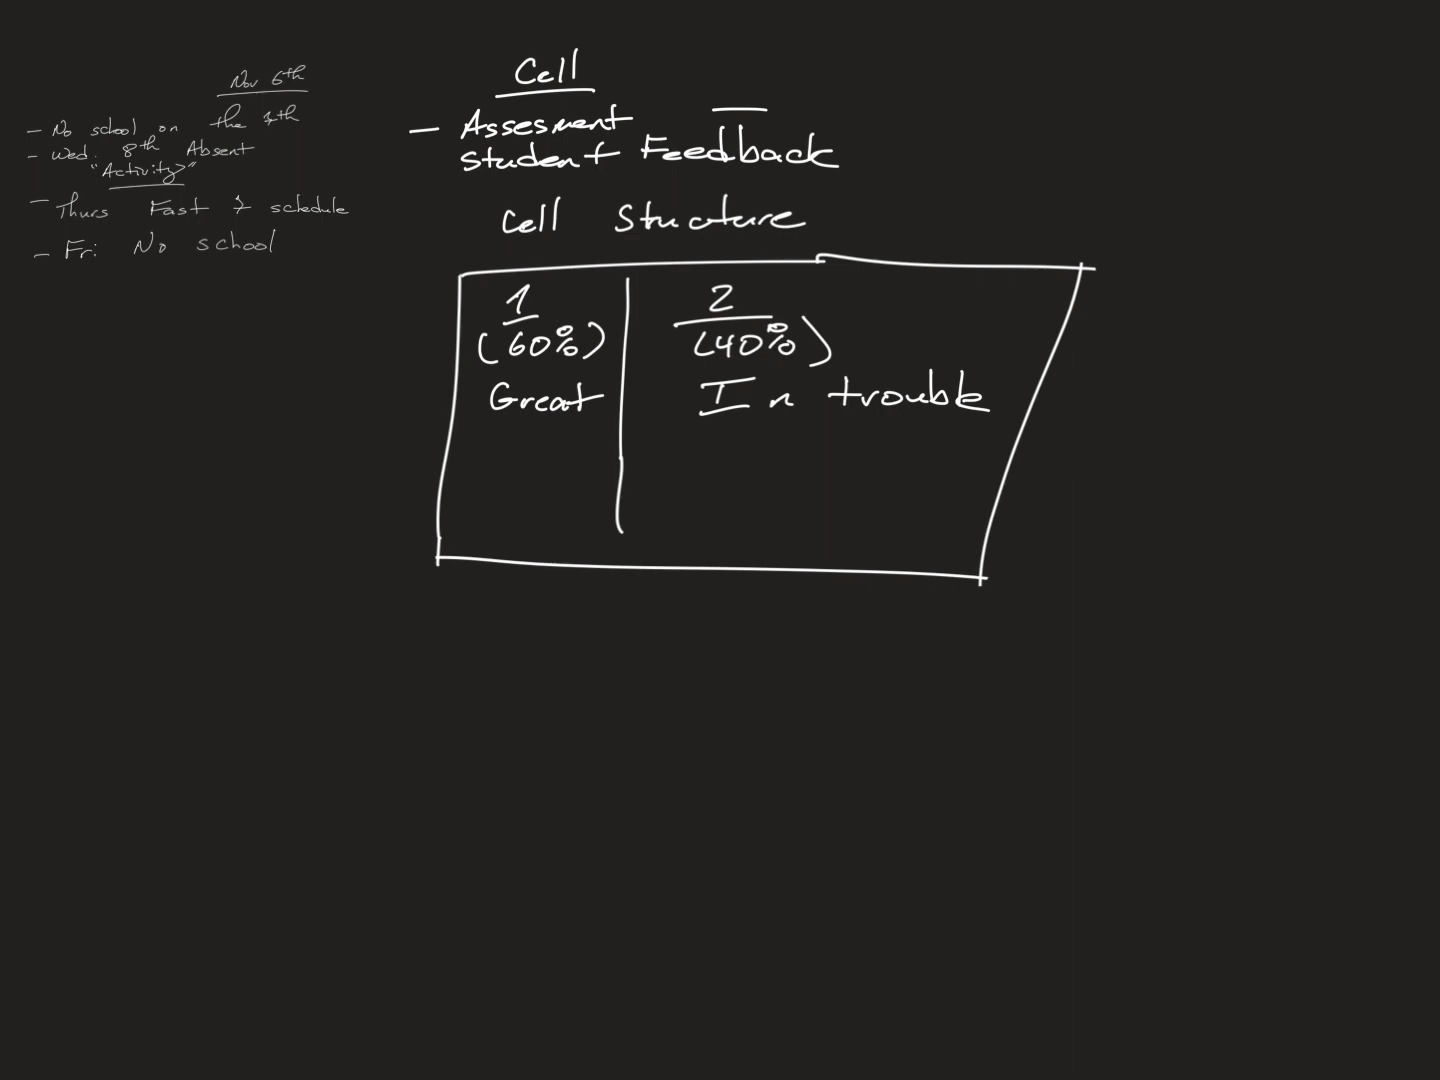 Nov 6th
- No school on the 7th
- Wed. 8th Absent
"Activity"
- Thurs Fast 7 schedule
- Fri: No school
Cell
- Assesment
Student Feedback
Cell Structure
1
(60%)
Great
2
(40%)
In trouble